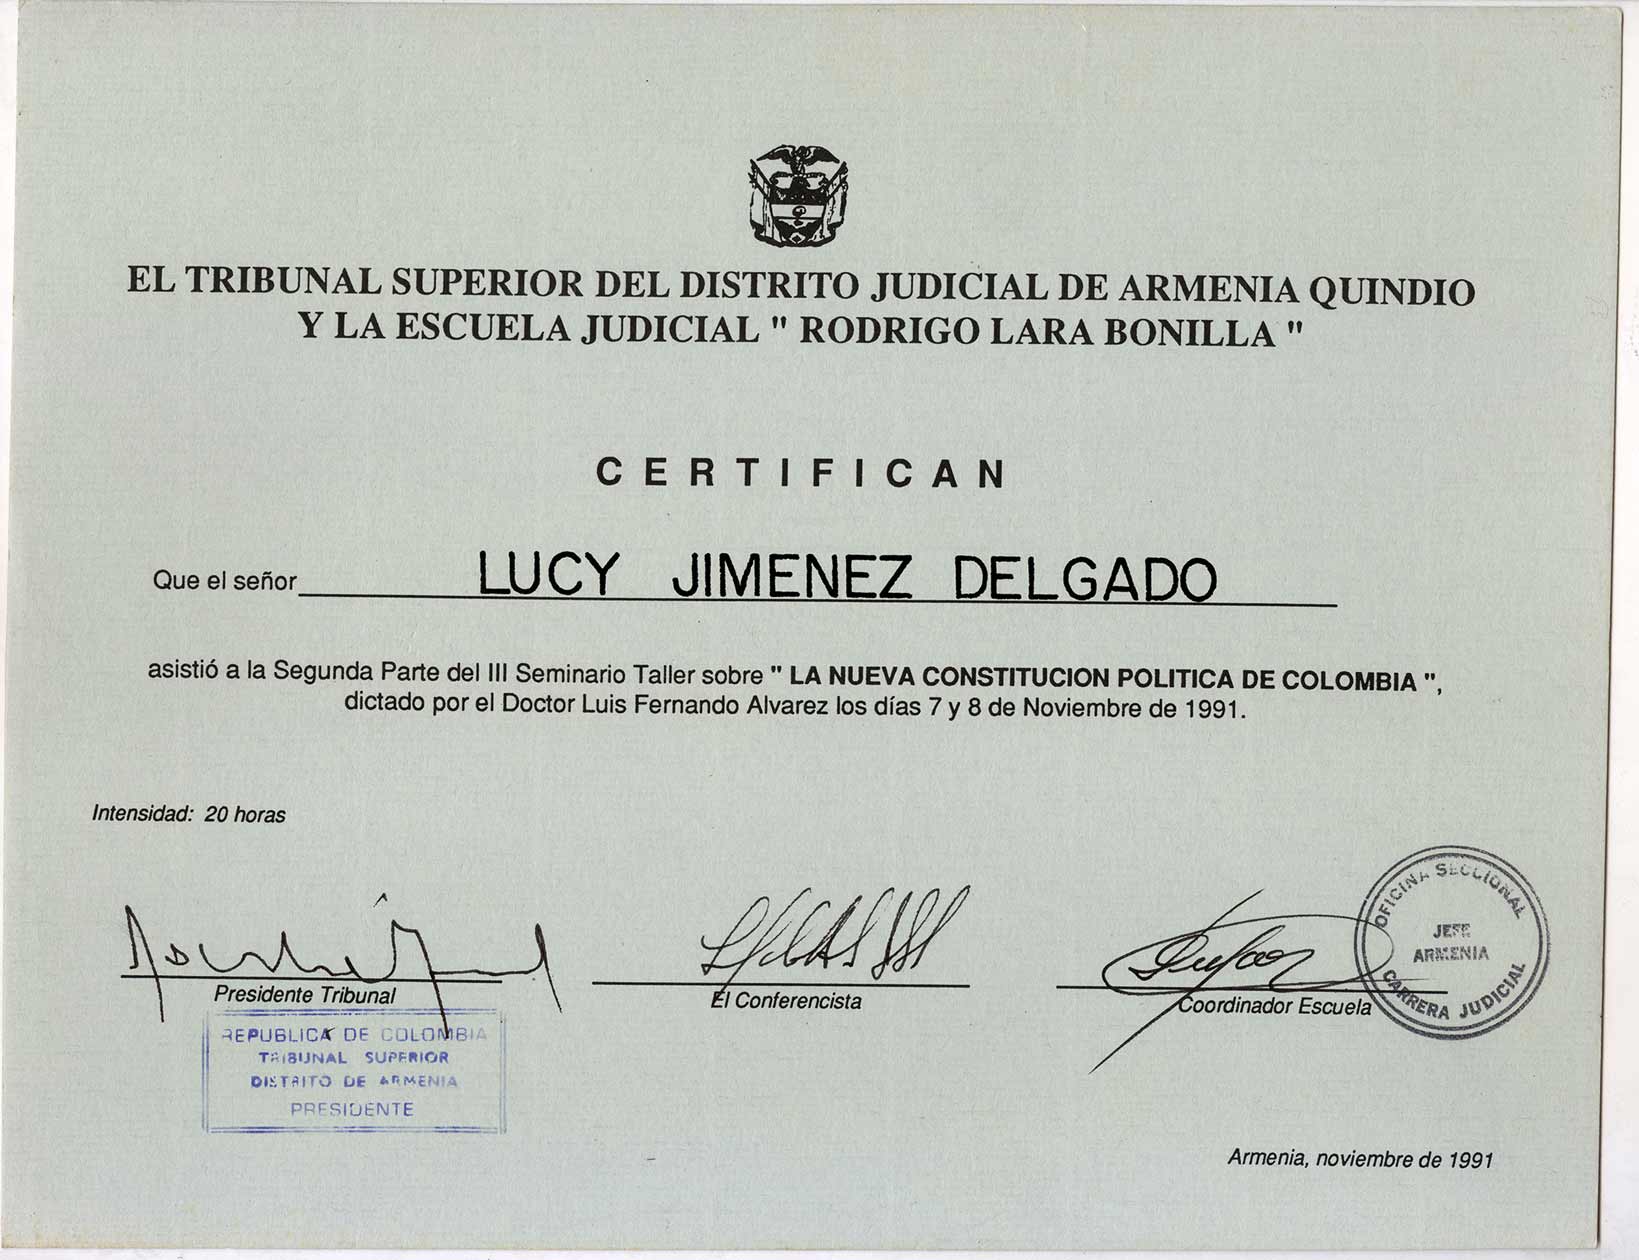 EL TRIBUNAL SUPERIOR DEL DISTRITO JUDICIAL DE ARMENIA QUINDIO
Y LA ESCUELA JUDICIAL " RODRIGO LARA BONILLA "
CERTIFICAN
Que el señor LUCY JIMENEZ DELGADO
asistió a la Segunda Parte del III Seminario Taller sobre " LA NUEVA CONSTITUCION POLITICA DE COLOMBIA ",
dictado por el Doctor Luis Fernando Alvarez los días 7 y 8 de Noviembre de 1991.
Intensidad: 20 horas
Presidente Tribunal
El Conferencista
Coordinador Escuela
REPUBLICA DE COLOMBIA
TRIBUNAL SUPERIOR
DISTRITO DE ARMENIA
PRESIDENTE
OFICINA SECCIONAL
JEFE
ARMENIA
CARRERA JUDICIAL
Armenia, noviembre de 1991